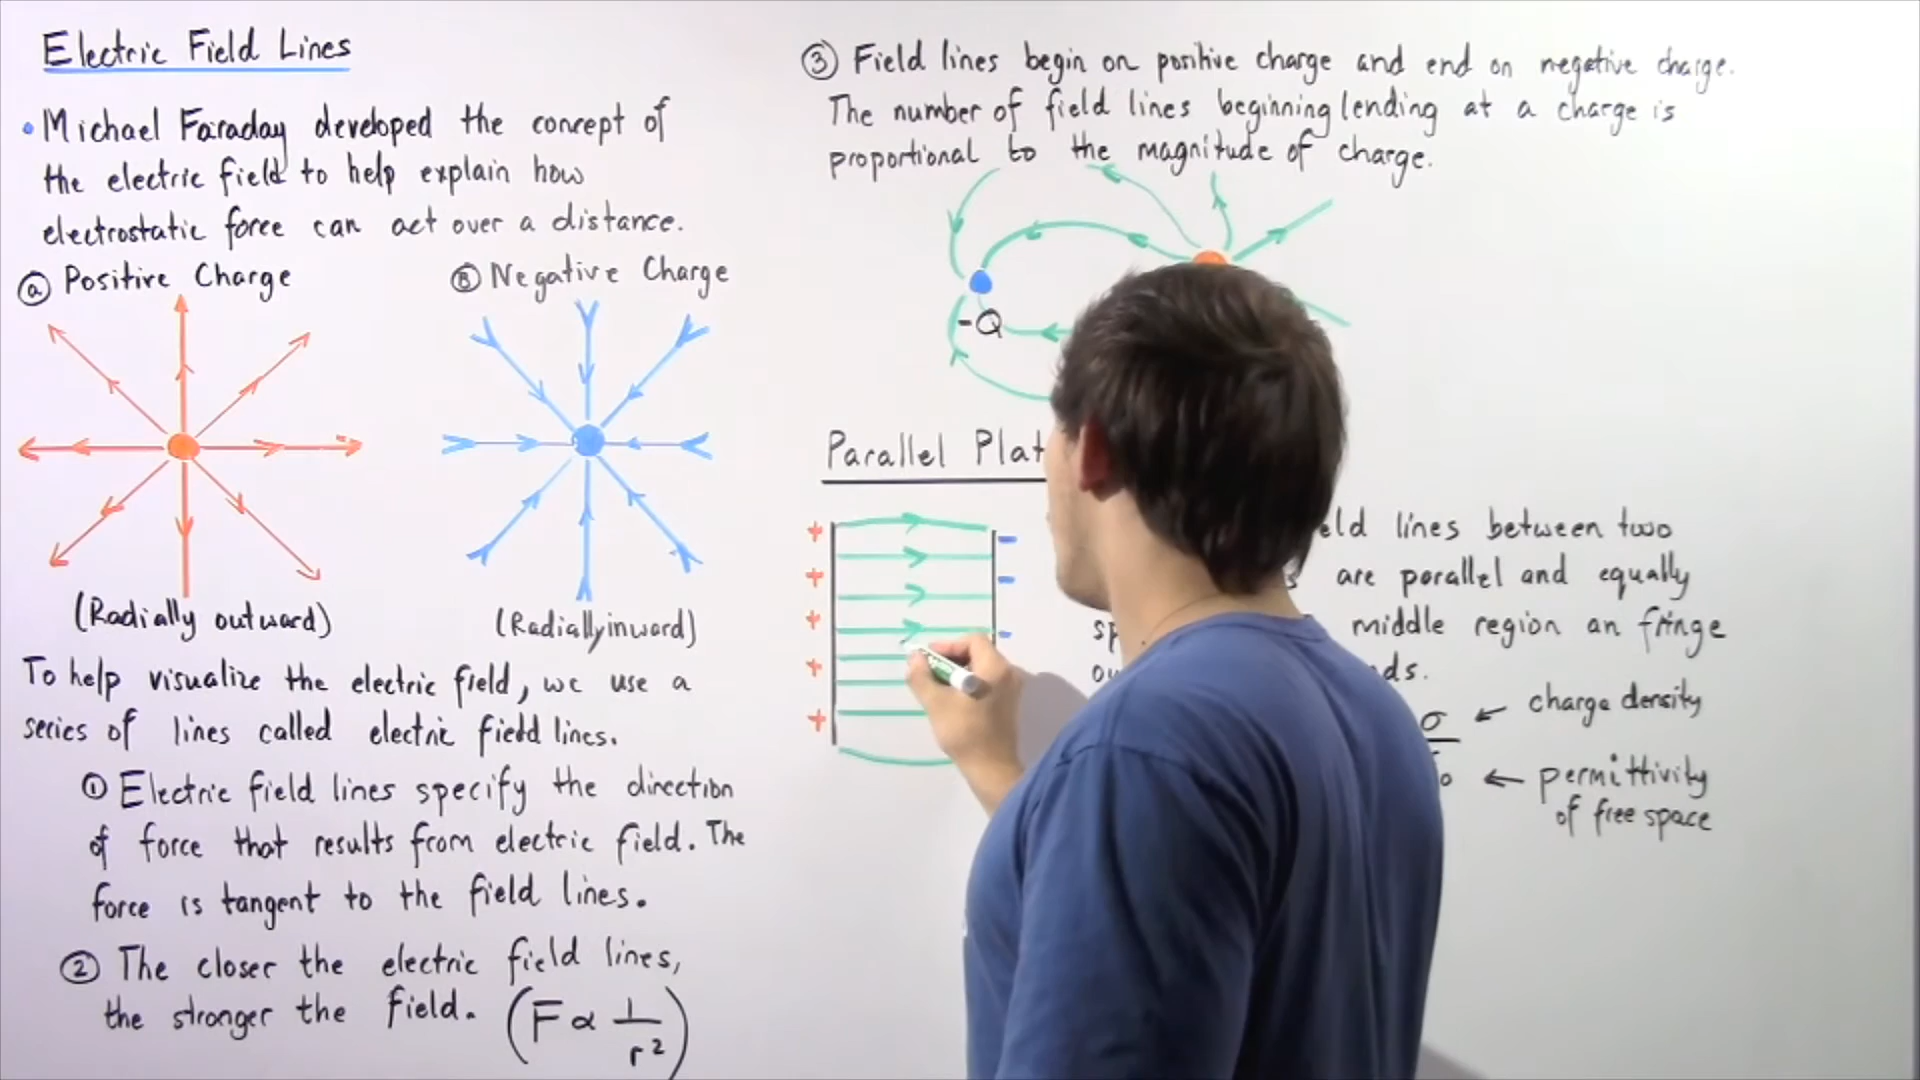 Electric Field Lines
• Michael Faraday developed the concept of
the electric field to help explain how
electrostatic force can act over a distance.
ⓐ Positive Charge
Ⓑ Negative Charge
(Radially outward)
(Radially inward)
To help visualize the electric field, we use a
series of lines called electric field lines.
① Electric field lines specify the direction
of force that results from electric field. The
force is tangent to the field lines.
② The closer the electric field lines,
the stronger the field. (F ∝ 1/r²)
③ Field lines begin on positive charge and end on negative charge.
The number of field lines beginning/ending at a charge is
proportional to the magnitude of charge.
-Q
Parallel Plat
+ -
+ -
+ -
+
+
eld lines between two
are parallel and equally
sp middle region an fringe
ou ds.
σ ← charge density
o ← permittivity
of free space